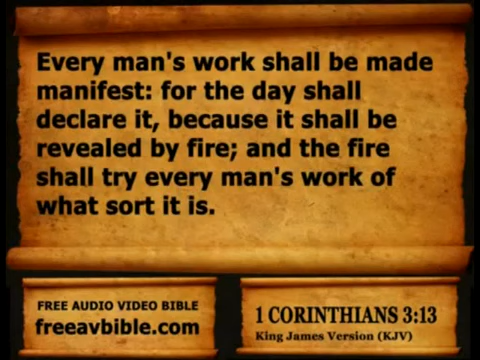 Every man's work shall be made
manifest: for the day shall
declare it, because it shall be
revealed by fire; and the fire
shall try every man's work of
what sort it is.
FREE AUDIO VIDEO BIBLE
freeavbible.com
1 CORINTHIANS 3:13
King James Version (KJV)